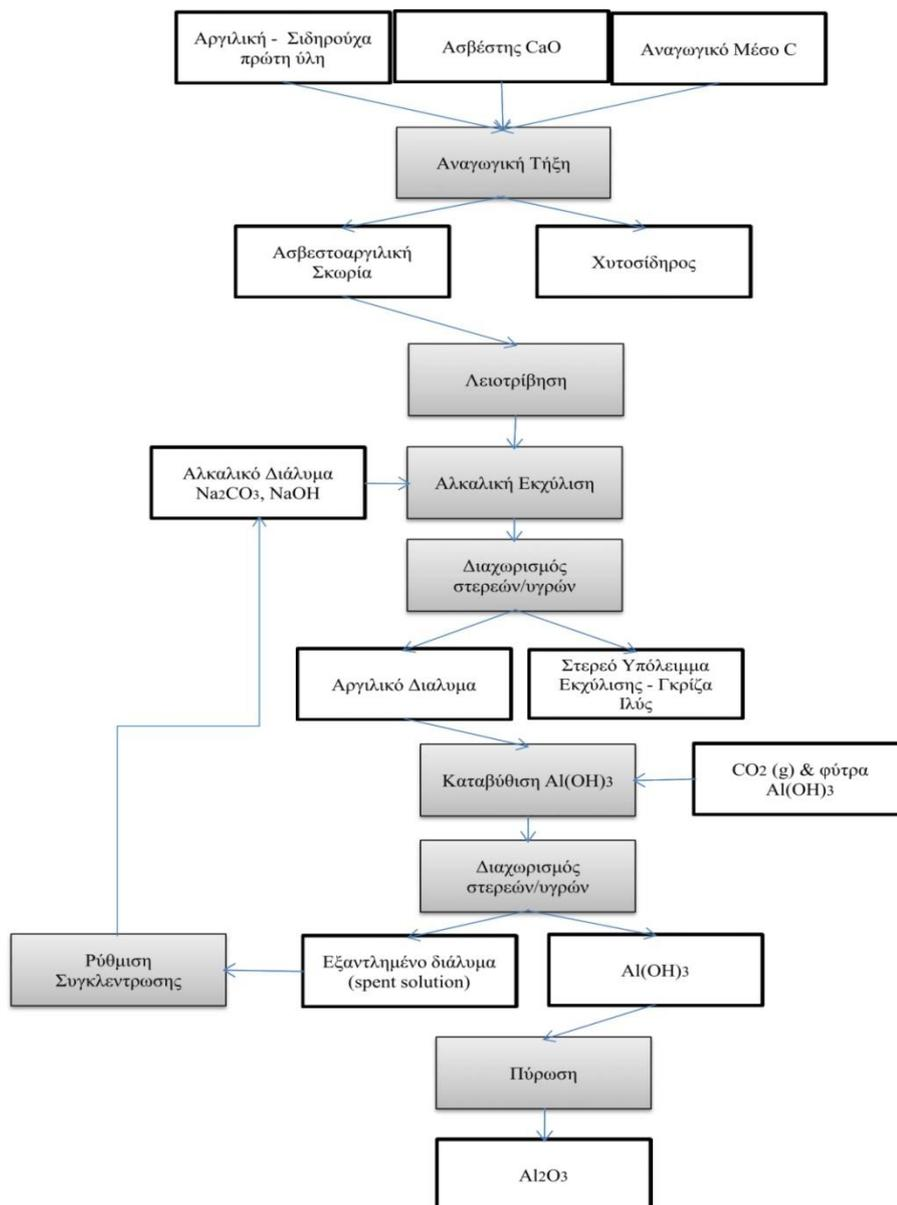 Αργιλική - Σιδηρούχα
πρώτη ύλη
Ασβέστης CaO
Αναγωγικό Μέσο C
Αναγωγική Τήξη
Ασβεστοαργιλική
Σκωρία
Χυτοσίδηρος
Λειοτρίβηση
Αλκαλικό Διάλυμα
Na2CO3, NaOH
Αλκαλική Εκχύλιση
Διαχωρισμός
στερεών/υγρών
Αργιλικό Διαλυμα
Στερεό Υπόλειμμα
Εκχύλισης - Γκρίζα
Ιλύς
Καταβύθιση Al(OH)3
CO2 (g) & φύτρα
Al(OH)3
Διαχωρισμός
στερεών/υγρών
Ρύθμιση
Συγκλεντρωσης
Εξαντλημένο διάλυμα
(spent solution)
Al(OH)3
Πύρωση
Al2O3